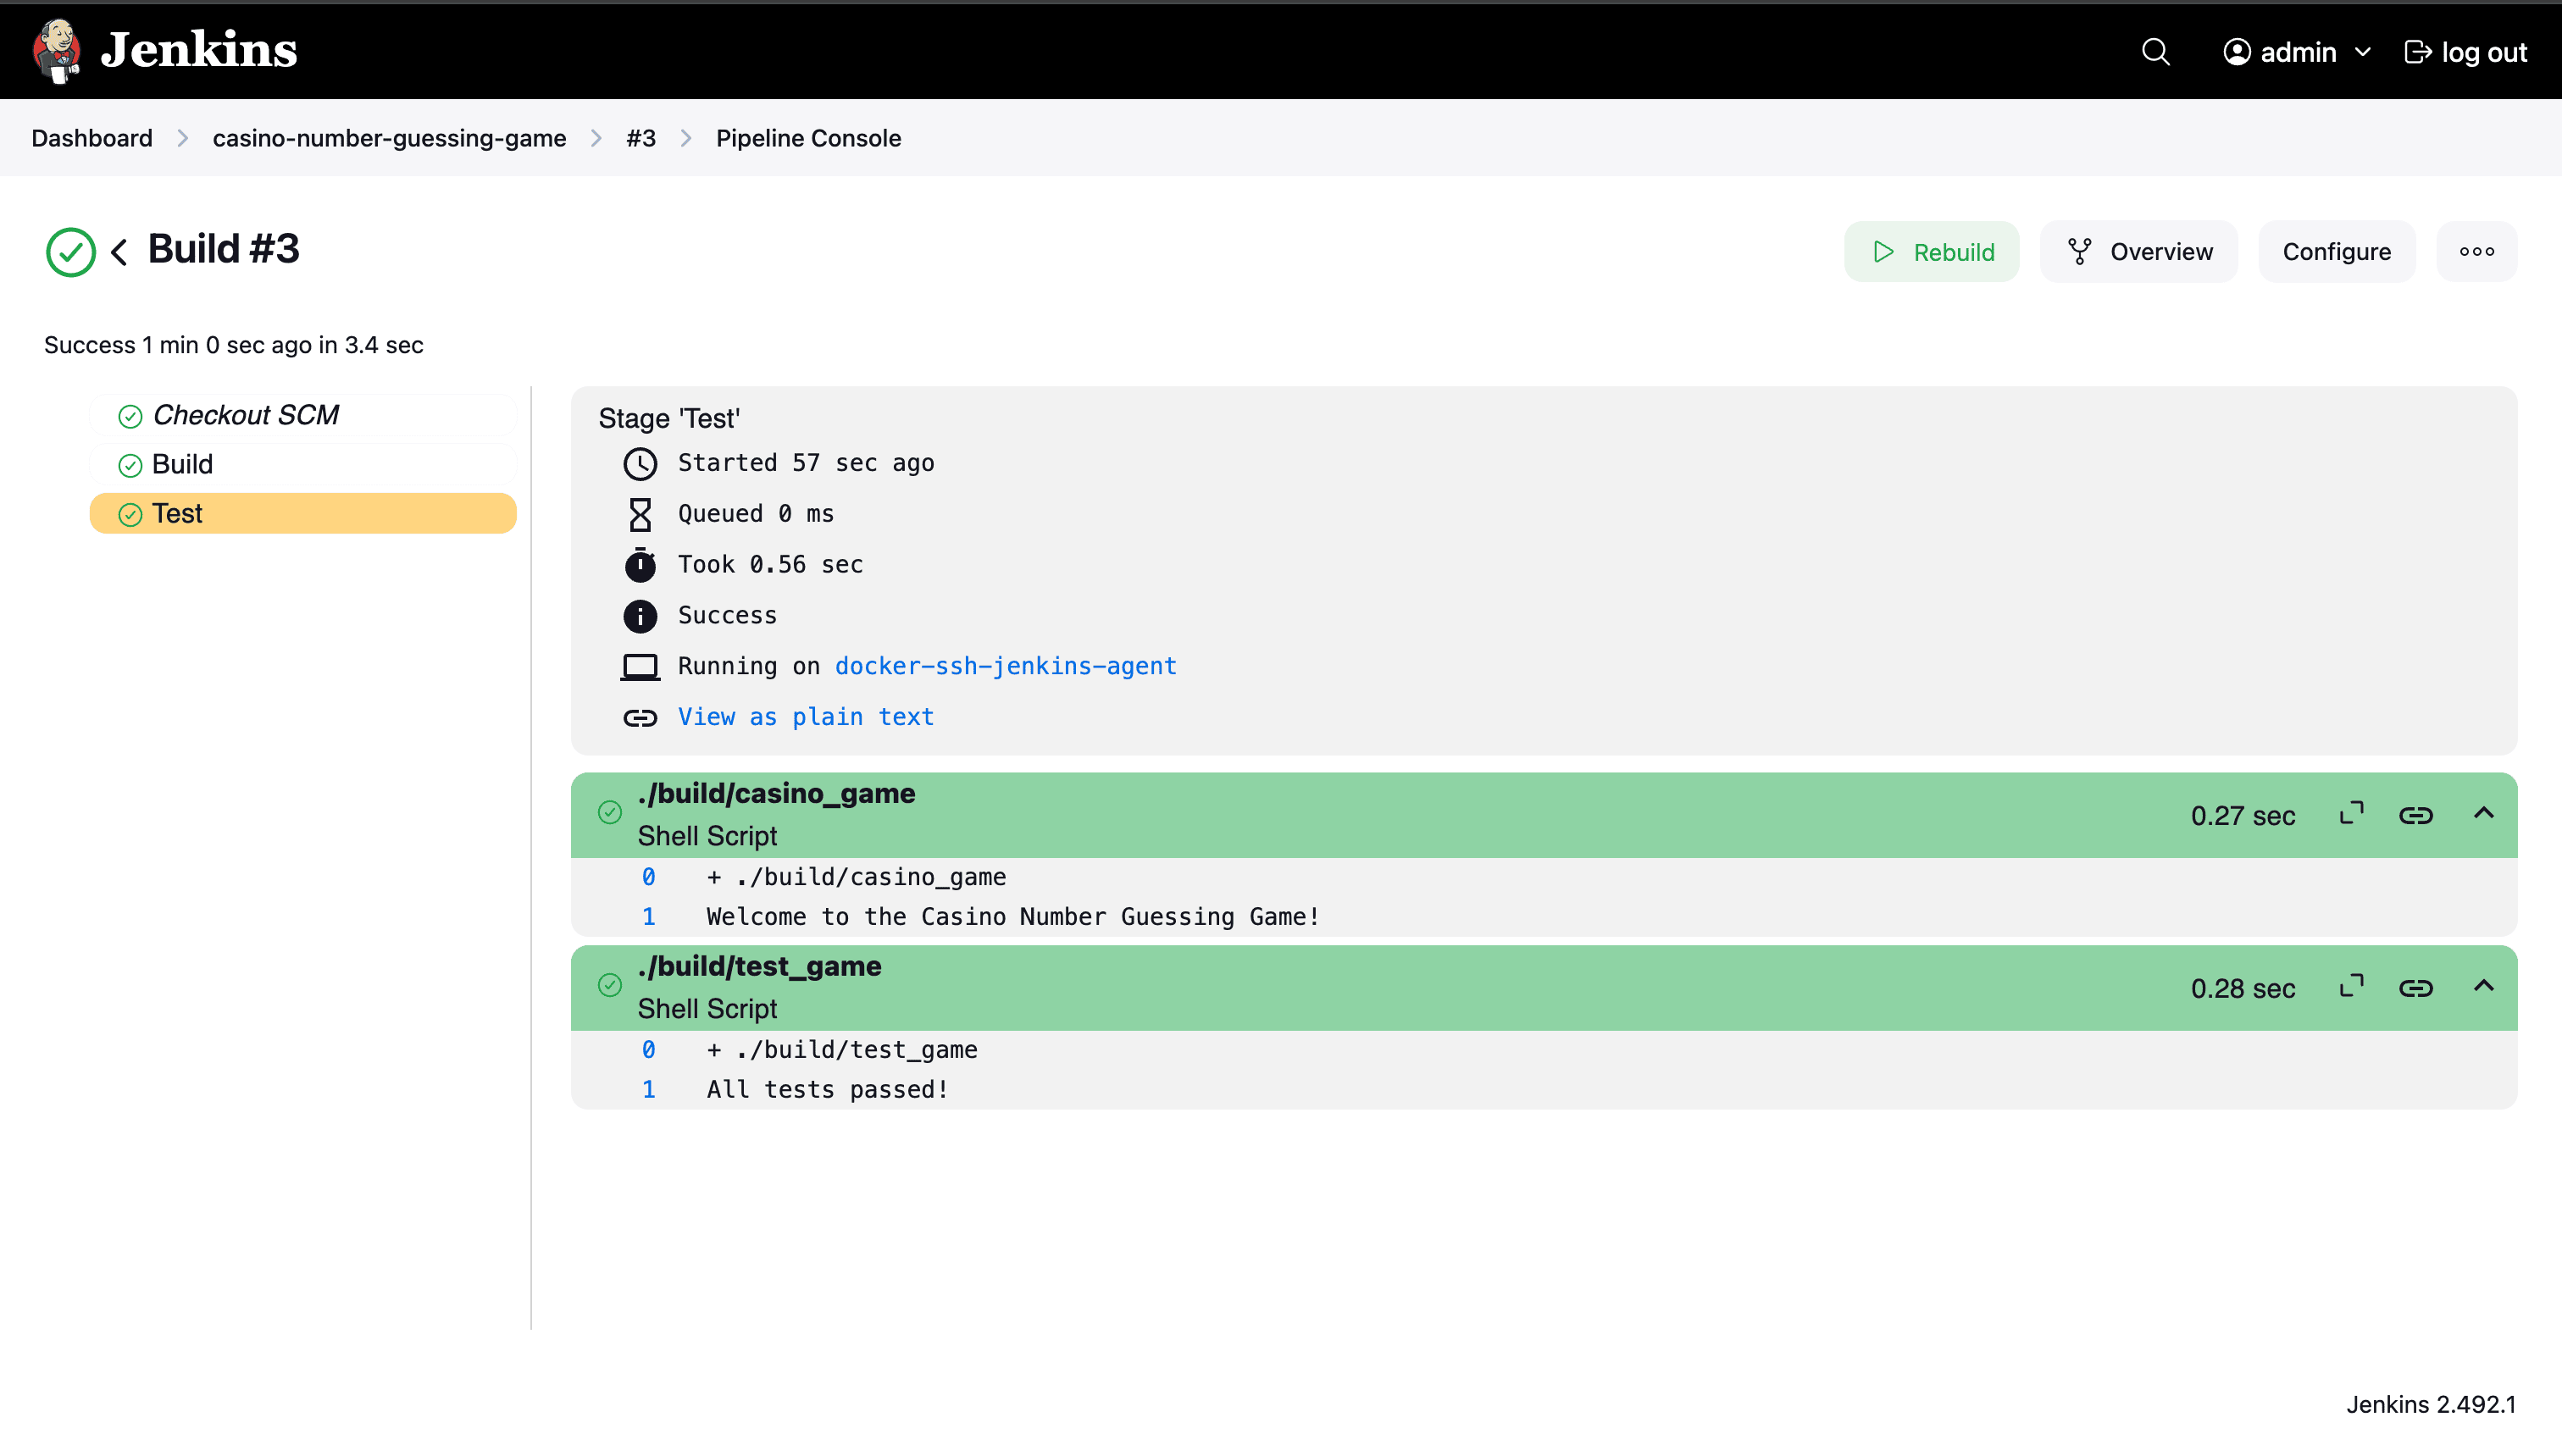 Jenkins
admin
log out
Dashboard
casino-number-guessing-game
#3
Pipeline Console
Build #3
Rebuild
Overview
Configure
Success 1 min 0 sec ago in 3.4 sec
Checkout SCM
Build
Test
Stage 'Test'
Started 57 sec ago
Queued 0 ms
Took 0.56 sec
Success
Running on docker-ssh-jenkins-agent
View as plain text
./build/casino_game
Shell Script
0.27 sec
0 + ./build/casino_game
1 Welcome to the Casino Number Guessing Game!
./build/test_game
Shell Script
0.28 sec
0 + ./build/test_game
1 All tests passed!
Jenkins 2.492.1